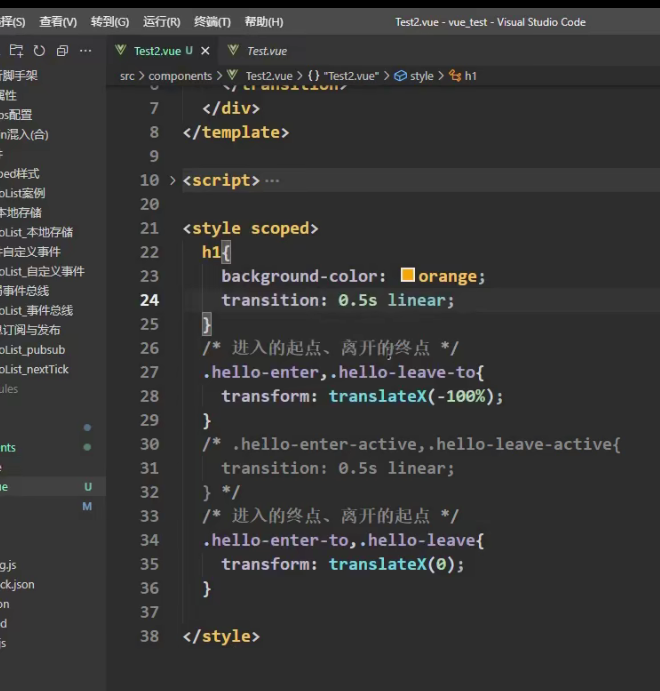 择(S) 查看(V) 转到(G) 运行(R) 终端(T) 帮助(H) Test2.vue - vue_test - Visual Studio Code
Test2.vue U × Test.vue
src > components > Test2.vue > {} "Test2.vue" > style > h1
脚手架
属性
ps配置
n混入(合)
ped样式
oList案例
本地存储
oList_本地存储
自定义事件
oList_自定义事件
事件总线
oList_事件总线
订阅与发布
oList_pubsub
oList_nextTick
ules
nts
e
ue U
M
g.js
ck.json
on
d
js
6 </transition>
7 </div>
8 </template>
9
10 > <script> ···
20
21 <style scoped>
22 h1{
23 background-color: orange;
24 transition: 0.5s linear;
25 }
26 /* 进入的起点、离开的终点 */
27 .hello-enter,.hello-leave-to{
28 transform: translateX(-100%);
29 }
30 /* .hello-enter-active,.hello-leave-active{
31 transition: 0.5s linear;
32 } */
33 /* 进入的终点、离开的起点 */
34 .hello-enter-to,.hello-leave{
35 transform: translateX(0);
36 }
37
38 </style>